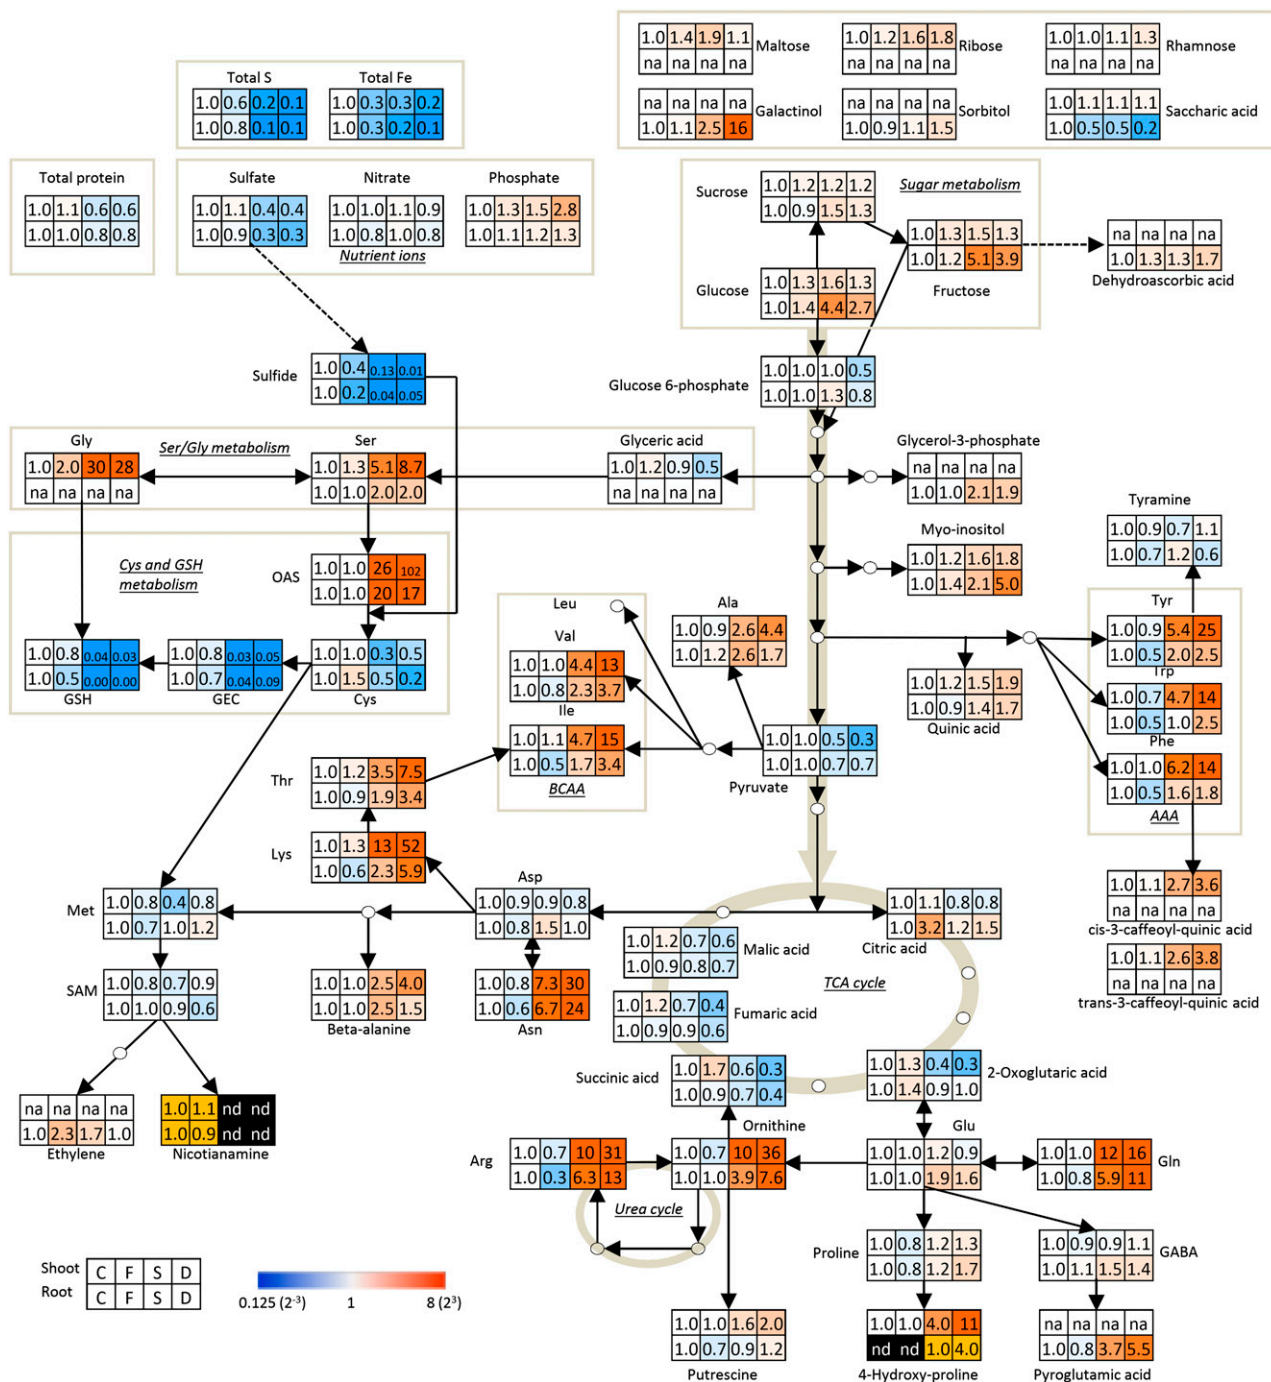 1.0 1.4 1.9 1.1
na na na na
Maltose
1.0 1.2 1.6 1.8
na na na na
Ribose
1.0 1.0 1.1 1.3
na na na na
Rhamnose
na na na na
1.0 1.1 2.5 16
Galactinol
na na na na
1.0 0.9 1.1 1.5
Sorbitol
1.0 1.1 1.1 1.1
1.0 0.5 0.5 0.2
Saccharic acid
Total S
1.0 0.6 0.2 0.1
1.0 0.8 0.1 0.1
Total Fe
1.0 0.3 0.3 0.2
1.0 0.3 0.2 0.1
Total protein
1.0 1.1 0.6 0.6
1.0 1.0 0.8 0.8
Sulfate
1.0 1.1 0.4 0.4
1.0 0.9 0.3 0.3
Nitrate
1.0 1.0 1.1 0.9
1.0 0.8 1.0 0.8
Phosphate
1.0 1.3 1.5 2.8
1.0 1.1 1.2 1.3
Nutrient ions
Sucrose
1.0 1.2 1.2 1.2
1.0 0.9 1.5 1.3
Sugar metabolism
1.0 1.3 1.5 1.3
1.0 1.2 5.1 3.9
Fructose
na na na na
1.0 1.3 1.3 1.7
Dehydroascorbic acid
Glucose
1.0 1.3 1.6 1.3
1.0 1.4 4.4 2.7
Sulfide
1.0 0.4 0.13 0.01
1.0 0.2 0.04 0.05
Glucose 6-phosphate
1.0 1.0 1.0 0.5
1.0 1.0 1.3 0.8
Gly
1.0 2.0 30 28
na na na na
Ser/Gly metabolism
Ser
1.0 1.3 5.1 8.7
1.0 1.0 2.0 2.0
Glyceric acid
1.0 1.2 0.9 0.5
na na na na
Glycerol-3-phosphate
na na na na
1.0 1.0 2.1 1.9
Tyramine
1.0 0.9 0.7 1.1
1.0 0.7 1.2 0.6
Cys and GSH
metabolism
OAS
1.0 1.0 26 102
1.0 1.0 20 17
Myo-inositol
1.0 1.2 1.6 1.8
1.0 1.4 2.1 5.0
1.0 0.8 0.04 0.03
1.0 0.5 0.00 0.00
GSH
1.0 0.8 0.03 0.05
1.0 0.7 0.04 0.09
GEC
1.0 1.0 0.3 0.5
1.0 1.5 0.5 0.2
Cys
Leu
Val
1.0 1.0 4.4 13
1.0 0.8 2.3 3.7
Ile
1.0 1.1 4.7 15
1.0 0.5 1.7 3.4
BCAA
Ala
1.0 0.9 2.6 4.4
1.0 1.2 2.6 1.7
1.0 1.2 1.5 1.9
1.0 0.9 1.4 1.7
Quinic acid
Tyr
1.0 0.9 5.4 25
1.0 0.5 2.0 2.5
Trp
1.0 0.7 4.7 14
1.0 0.5 1.0 2.5
Phe
1.0 1.0 6.2 14
1.0 0.5 1.6 1.8
AAA
1.0 1.0 0.5 0.3
1.0 1.0 0.7 0.7
Pyruvate
Thr
1.0 1.2 3.5 7.5
1.0 0.9 1.9 3.4
Lys
1.0 1.3 13 52
1.0 0.6 2.3 5.9
Met
1.0 0.8 0.4 0.8
1.0 0.7 1.0 1.2
Asp
1.0 0.9 0.9 0.8
1.0 0.8 1.5 1.0
1.0 1.1 0.8 0.8
1.0 3.2 1.2 1.5
Citric acid
1.0 1.1 2.7 3.6
na na na na
cis-3-caffeoyl-quinic acid
1.0 1.1 2.6 3.8
na na na na
trans-3-caffeoyl-quinic acid
1.0 1.2 0.7 0.6
1.0 0.9 0.8 0.7
Malic acid
TCA cycle
SAM
1.0 0.8 0.7 0.9
1.0 1.0 0.9 0.6
1.0 1.0 2.5 4.0
1.0 1.0 2.5 1.5
Beta-alanine
1.0 0.8 7.3 30
1.0 0.6 6.7 24
Asn
1.0 1.2 0.7 0.4
1.0 0.9 0.9 0.6
Fumaric acid
Succinic aicd
1.0 1.7 0.6 0.3
1.0 0.9 0.7 0.4
1.0 1.3 0.4 0.3
1.0 1.4 0.9 1.0
2-Oxoglutaric acid
na na na na
1.0 2.3 1.7 1.0
Ethylene
1.0 1.1 nd nd
1.0 0.9 nd nd
Nicotianamine
Arg
1.0 0.7 10 31
1.0 0.3 6.3 13
Ornithine
1.0 0.7 10 36
1.0 1.0 3.9 7.6
Glu
1.0 1.0 1.2 0.9
1.0 1.0 1.9 1.6
1.0 1.0 12 16
1.0 0.8 5.9 11
Gln
Urea cycle
Proline
1.0 0.8 1.2 1.3
1.0 0.8 1.2 1.7
1.0 0.9 0.9 1.1
1.0 1.1 1.5 1.4
GABA
Shoot C F S D
Root C F S D
0.125 (2⁻³) 1 8 (2³)
1.0 1.0 1.6 2.0
1.0 0.7 0.9 1.2
Putrescine
1.0 1.0 4.0 11
nd nd 1.0 4.0
4-Hydroxy-proline
na na na na
1.0 0.8 3.7 5.5
Pyroglutamic acid